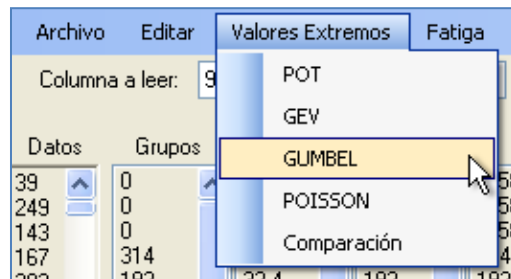 Archivo Editar Valores Extremos Fatiga
Columna a leer: 9
POT
GEV
GUMBEL
POISSON
Comparación
Datos Grupos
39 0
249 0
143 0
167 314